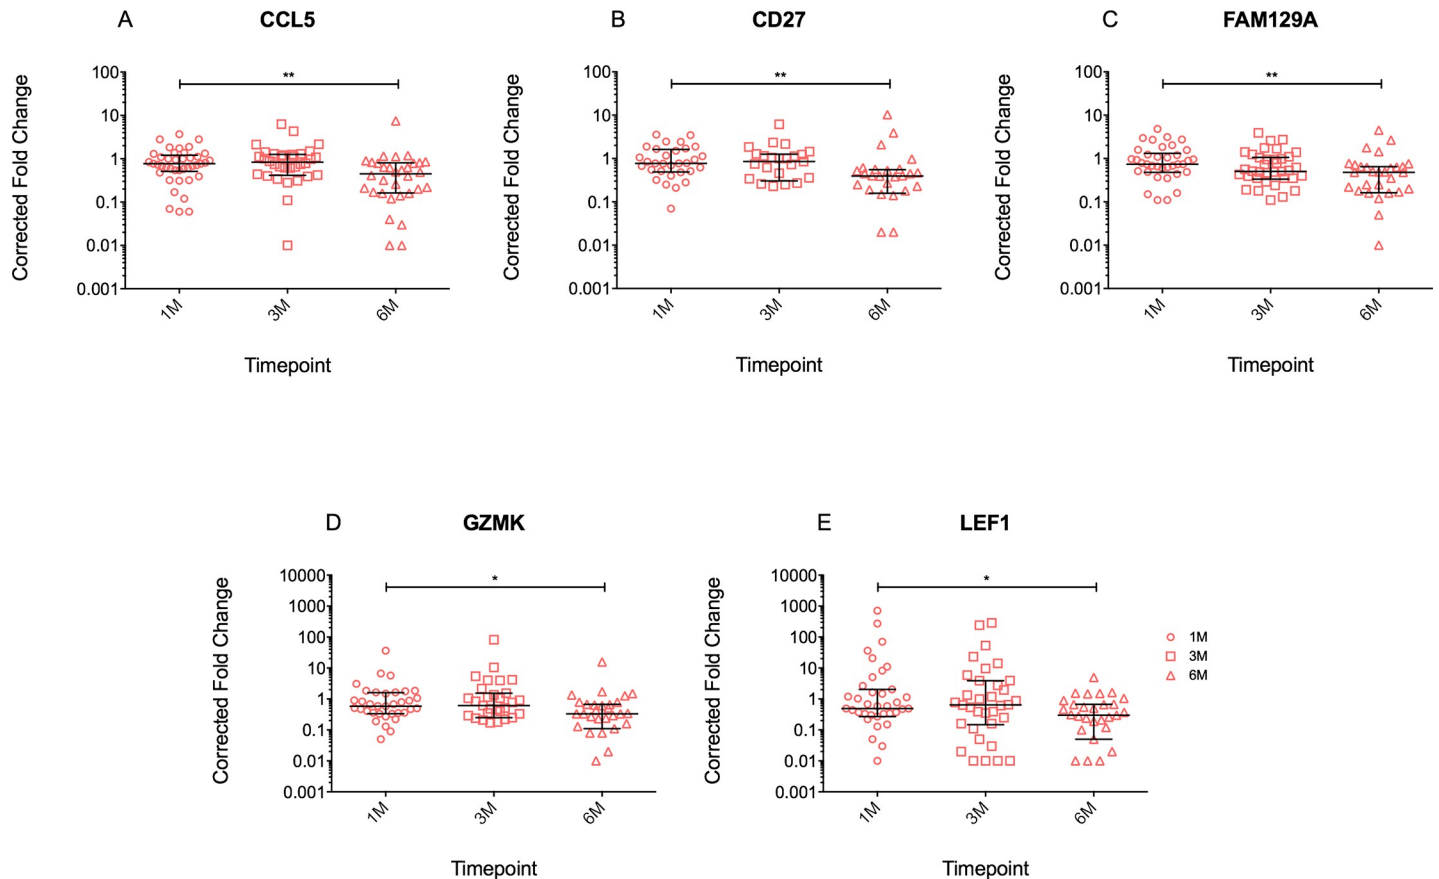 A
CCL5
Corrected Fold Change
100
10
1
0.1
0.01
0.001
**
1M
3M
6M
Timepoint
B
CD27
Corrected Fold Change
100
10
1
0.1
0.01
0.001
**
1M
3M
6M
Timepoint
C
FAM129A
Corrected Fold Change
100
10
1
0.1
0.01
0.001
**
1M
3M
6M
Timepoint
D
GZMK
Corrected Fold Change
10000
1000
100
10
1
0.1
0.01
0.001
*
1M
3M
6M
Timepoint
E
LEF1
Corrected Fold Change
10000
1000
100
10
1
0.1
0.01
0.001
*
1M
3M
6M
Timepoint
1M
3M
6M